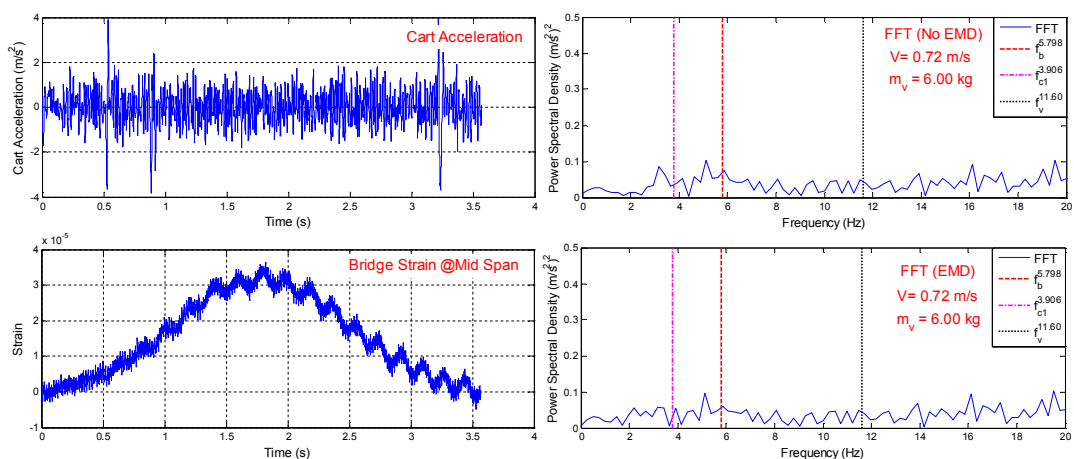 Cart Acceleration
Cart Acceleration (m/s²)
4
2
0
-2
-4
0 0.5 1 1.5 2 2.5 3 3.5 4
Time (s)
FFT (No EMD)
V= 0.72 m/s
m_v = 6.00 kg
FFT
f_b^5.798
f_c1^3.906
f_v^11.60
Power Spectral Density (m/s²)²
0.5
0.4
0.3
0.2
0.1
0
0 2 4 6 8 10 12 14 16 18 20
Frequency (Hz)
x 10^-5
Bridge Strain @Mid Span
Strain
4
3
2
1
0
-1
0 0.5 1 1.5 2 2.5 3 3.5 4
Time (s)
FFT (EMD)
V= 0.72 m/s
m_v = 6.00 kg
FFT
f_b^5.798
f_c1^3.906
f_v^11.60
Power Spectral Density (m/s²)²
0.5
0.4
0.3
0.2
0.1
0
0 2 4 6 8 10 12 14 16 18 20
Frequency (Hz)